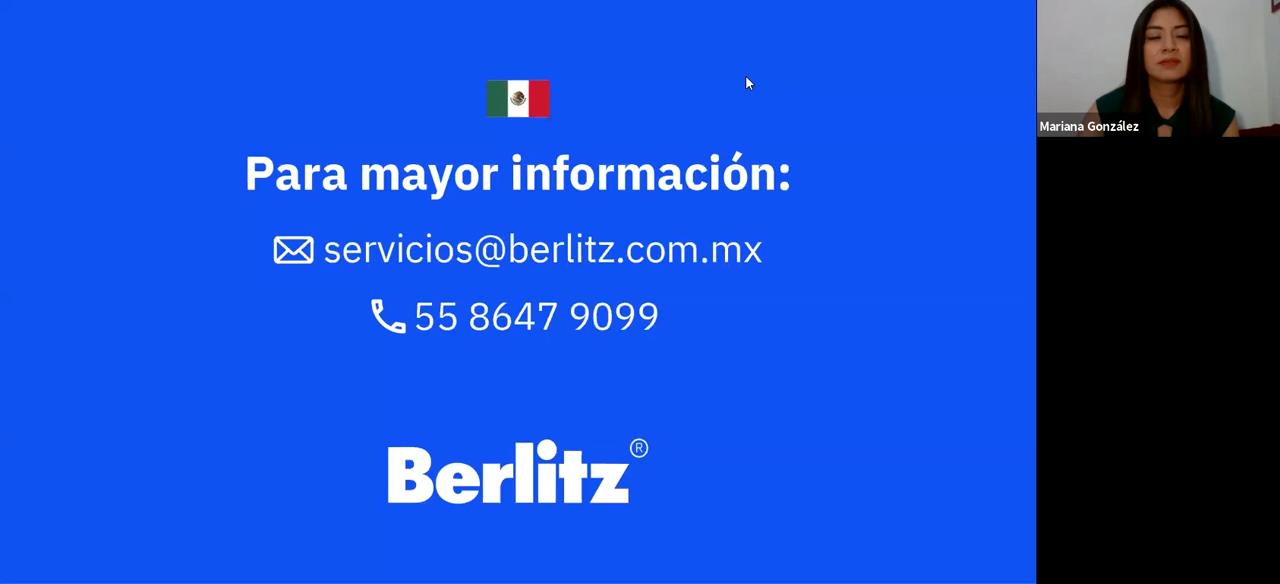 Para mayor información:
servicios@berlitz.com.mx
55 8647 9099
Berlitz®
Mariana González